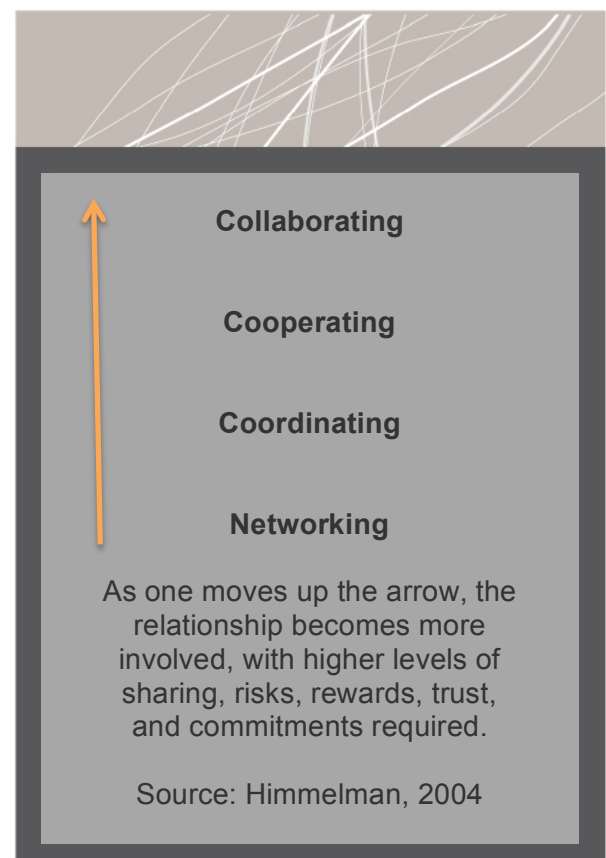 Collaborating
Cooperating
Coordinating
Networking
As one moves up the arrow, the
relationship becomes more
involved, with higher levels of
sharing, risks, rewards, trust,
and commitments required.
Source: Himmelman, 2004